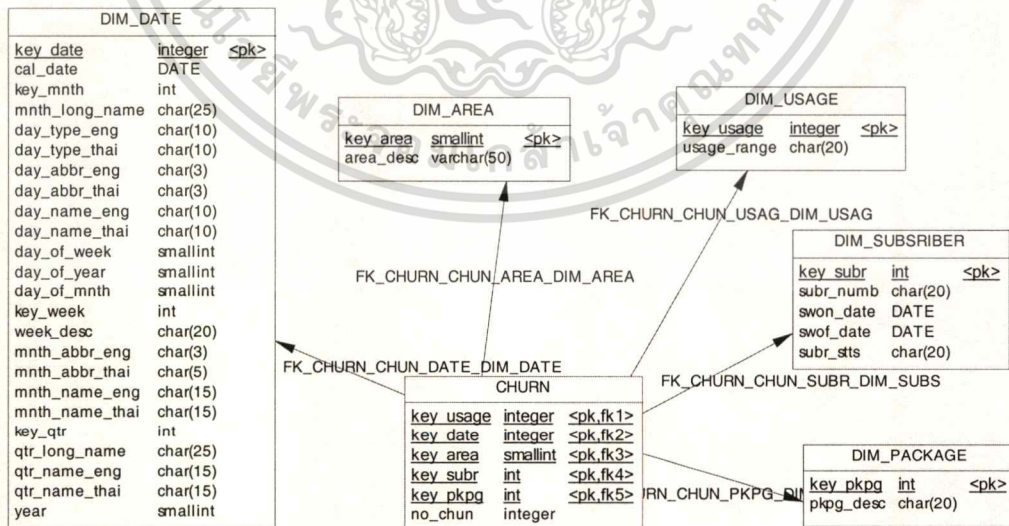 DIM_DATE
key_date integer <pk>
cal_date DATE
key_mnth int
mnth_long_name char(25)
day_type_eng char(10)
day_type_thai char(10)
day_abbr_eng char(3)
day_abbr_thai char(3)
day_name_eng char(10)
day_name_thai char(10)
day_of_week smallint
day_of_year smallint
day_of_mnth smallint
key_week int
week_desc char(20)
mnth_abbr_eng char(3)
mnth_abbr_thai char(5)
mnth_name_eng char(15)
mnth_name_thai char(15)
key_qtr int
qtr_long_name char(25)
qtr_name_eng char(15)
qtr_name_thai char(15)
year smallint
DIM_AREA
key_area smallint <pk>
area_desc varchar(50)
DIM_USAGE
key_usage integer <pk>
usage_range char(20)
FK_CHURN_CHUN_USAG_DIM_USAG
FK_CHURN_CHUN_AREA_DIM_AREA
DIM_SUBSRIBER
key_subr int <pk>
subr_numb char(20)
swon_date DATE
swof_date DATE
subr_stts char(20)
FK_CHURN_CHUN_DATE_DIM_DATE
FK_CHURN_CHUN_SUBR_DIM_SUBS
CHURN
key_usage integer <pk,fk1>
key_date integer <pk,fk2>
key_area smallint <pk,fk3>
key_subr int <pk,fk4>
key_pkpg int <pk,fk5>
no_chun integer
JRN_CHUN_PKPG_DIM
DIM_PACKAGE
key_pkpg int <pk>
pkpg_desc char(20)